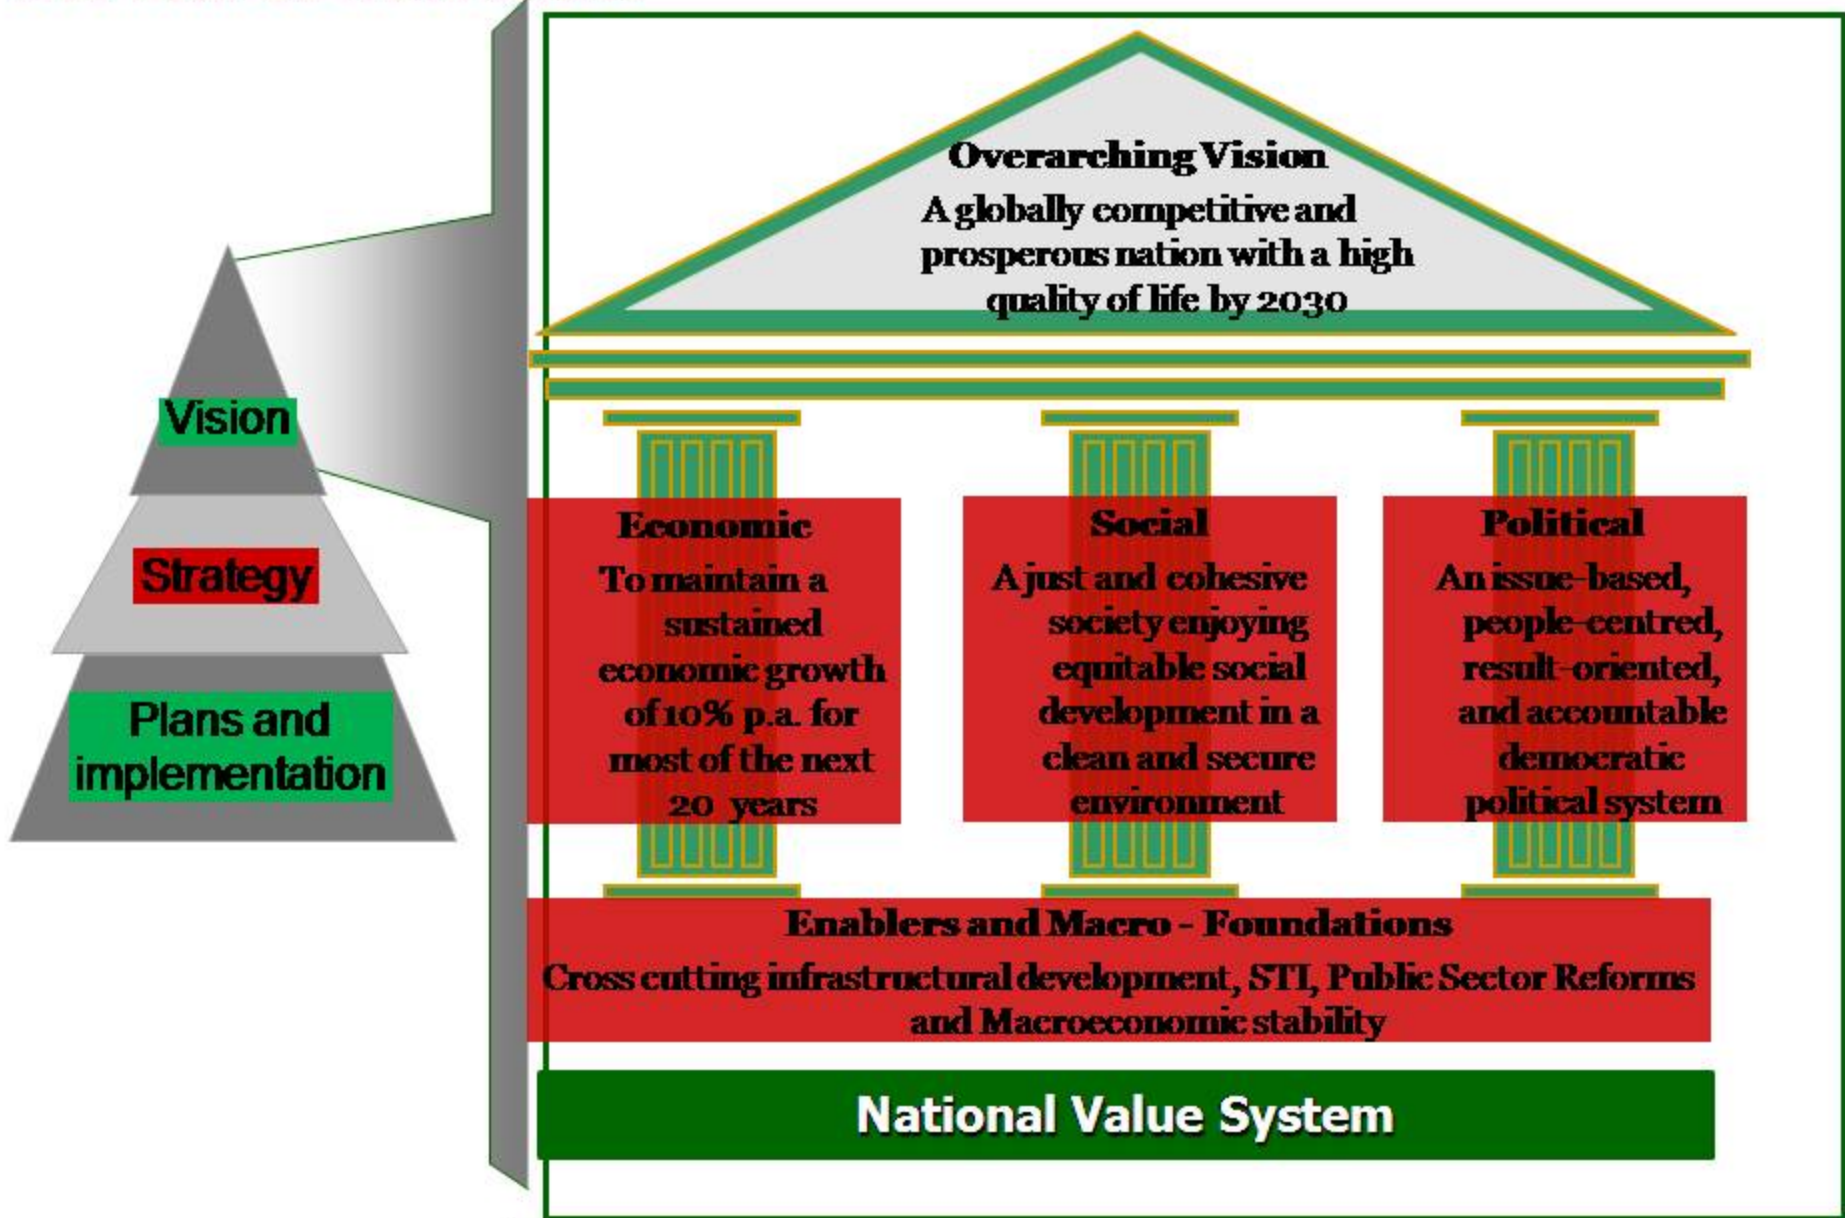 Vision
Strategy
Plans and
implementation
Overarching Vision
A globally competitive and
prosperous nation with a high
quality of life by 2030
Economic
To maintain a
sustained
economic growth
of 10% p.a. for
most of the next
20 years
Social
A just and cohesive
society enjoying
equitable social
development in a
clean and secure
environment
Political
An issue-based,
people-centred,
result-oriented,
and accountable
democratic
political system
Enablers and Macro - Foundations
Cross cutting infrastructural development, STI, Public Sector Reforms
and Macroeconomic stability
National Value System